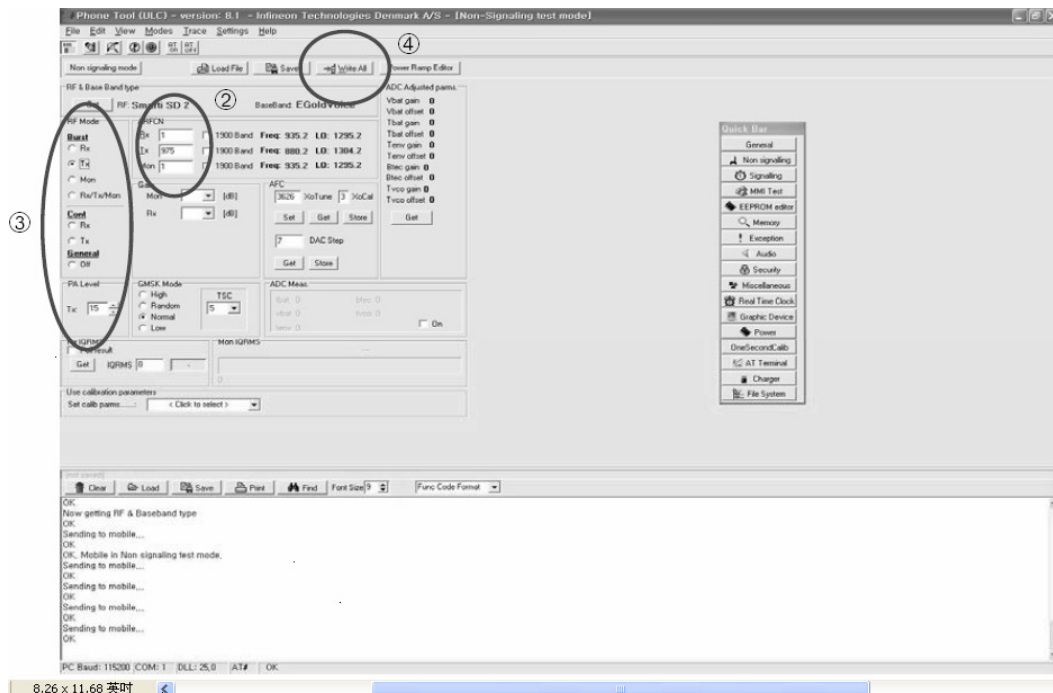 Phone Tool (ULC) - version: 8.1 - Infineon Technologies Denmark A/S - [Non-Signaling test mode]
File Edit View Modes Trace Settings Help
④
Non signaling mode Load File Save Write All Power Ramp Editor
RF & Base Band type
RF: Smarti SD 2 BaseBand: EGoldVoice
②
ADC Adjusted parms.
Vbat gain 0
Vbat offset 0
Tbat gain 0
Tbat offset 0
Tenv gain 0
Tenv offset 0
Btec gain 0
Btec offset 0
Tvco gain 0
Tvco offset 0
Get
RF Mode
Burst
Rx
Tx
Mon
Rx/Tx/Mon
Cont
Rx
Tx
General
Off
③
ARFCN
Rx 1 1900 Band Freq: 935.2 LO: 1295.2
Tx 975 1900 Band Freq: 880.2 LO: 1304.2
Mon 1 1900 Band Freq: 935.2 LO: 1295.2
Mon [dB]
Rx [dB]
AFC
3626 XoTune 3 XoCal
Set Get Store
7 DAC Step
Get Store
PA Level
Tx: 15
GMSK Mode
High
Random
Normal
Low
TSC
5
ADC Meas.
On
Mon IQRMS
Get IQRMS 0
0
Use calibration parameters
Set calib parms.....: < Click to select >
Quick Bar
General
Non signalling
Signaling
MMI Test
EEPROM editor
Memory
Exception
Audio
Security
Miscellaneous
Real Time Clock
Graphic Device
Power
OneSecondCalib
AT Terminal
Charger
File System
[not saved]
Clear Load Save Print Find Font Size 9 Func Code Format
OK
Now getting RF & Baseband type
OK
Sending to mobile...
OK
OK, Mobile in Non signaling test mode.
Sending to mobile...
OK
Sending to mobile...
OK
Sending to mobile...
OK
Sending to mobile...
OK
PC Baud: 115200 COM: 1 DLL: 25,0 AT# OK
8.26 x 11.68 英吋